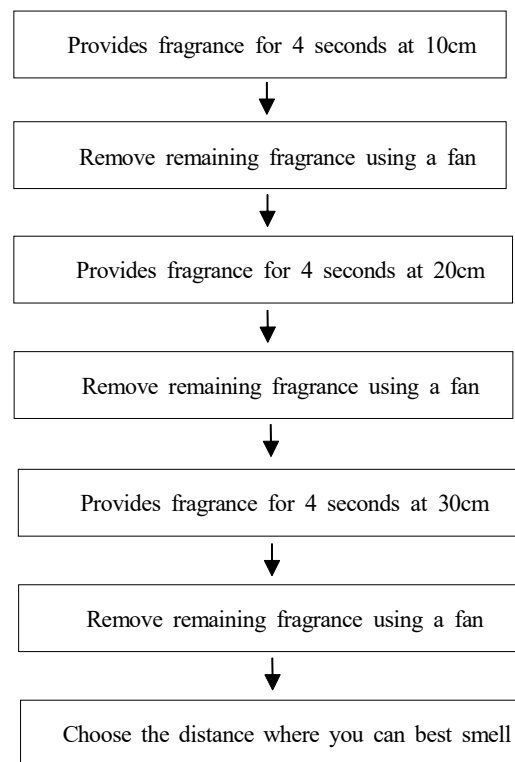 Provides fragrance for 4 seconds at 10cm
Remove remaining fragrance using a fan
Provides fragrance for 4 seconds at 20cm
Remove remaining fragrance using a fan
Provides fragrance for 4 seconds at 30cm
Remove remaining fragrance using a fan
Choose the distance where you can best smell